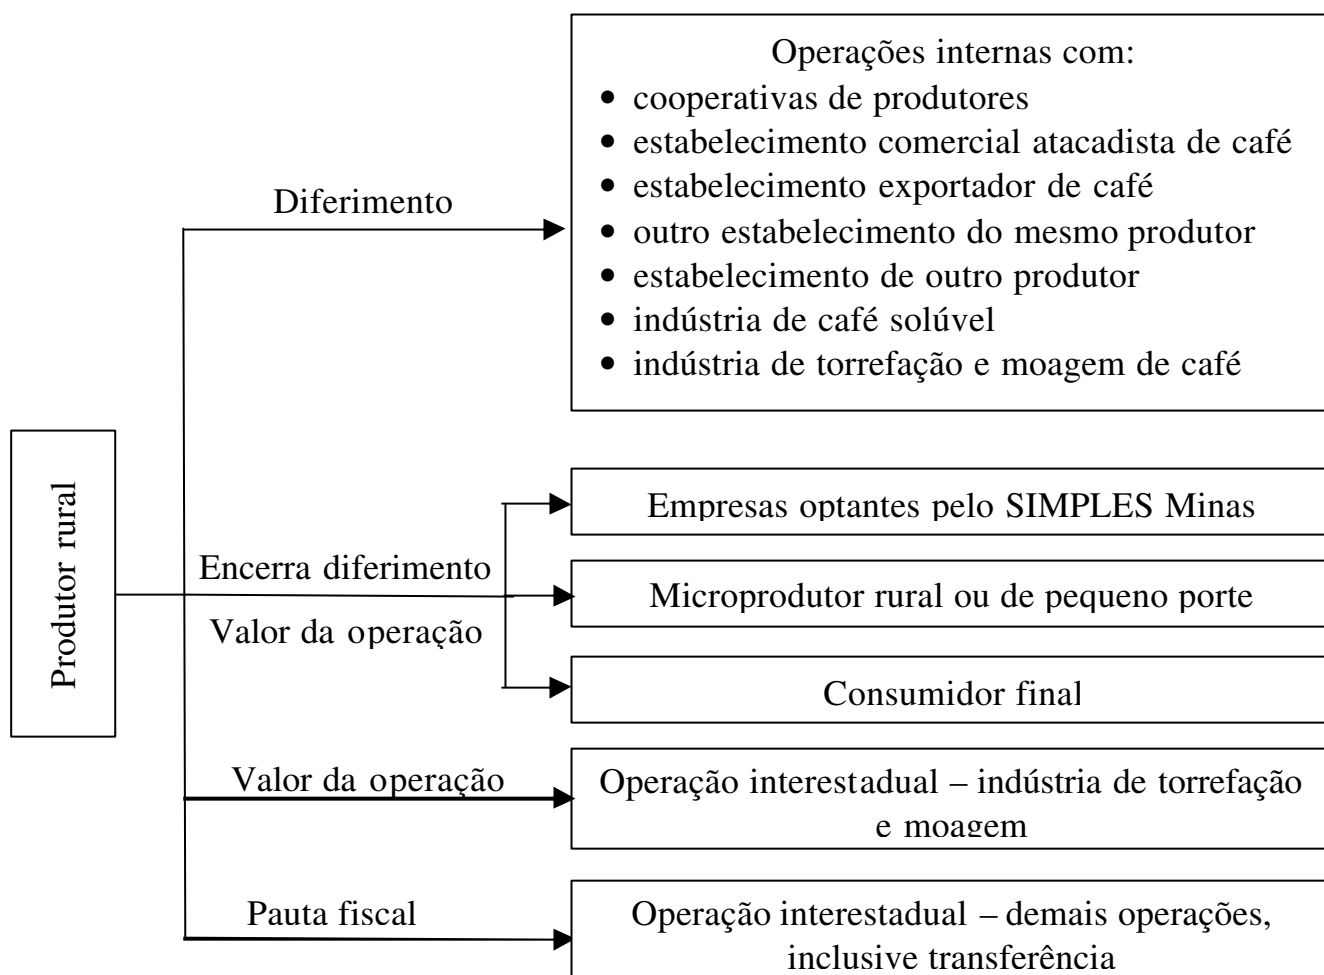 Operações internas com:
• cooperativas de produtores
• estabelecimento comercial atacadista de café
• estabelecimento exportador de café
• outro estabelecimento do mesmo produtor
• estabelecimento de outro produtor
• indústria de café solúvel
• indústria de torrefação e moagem de café
Diferimento
Produtor rural
Encerra diferimento
Valor da operação
Empresas optantes pelo SIMPLES Minas
Microprodutor rural ou de pequeno porte
Consumidor final
Valor da operação
Operação interestadual – indústria de torrefação
e moagem
Pauta fiscal
Operação interestadual – demais operações,
inclusive transferência